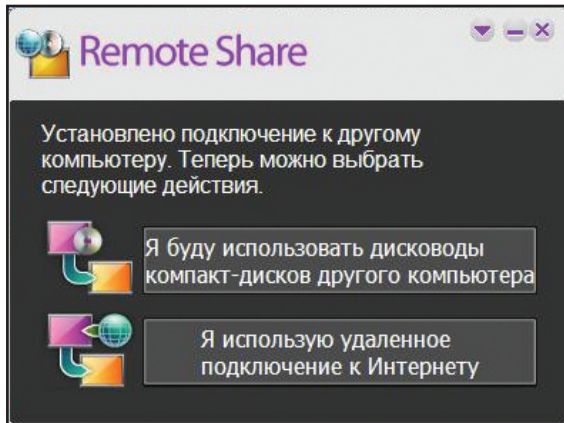 Remote Share
Установлено подключение к другому
компьютеру. Теперь можно выбрать
следующие действия.
Я буду использовать дисководы
компакт-дисков другого компьютера
Я использую удаленное
подключение к Интернету